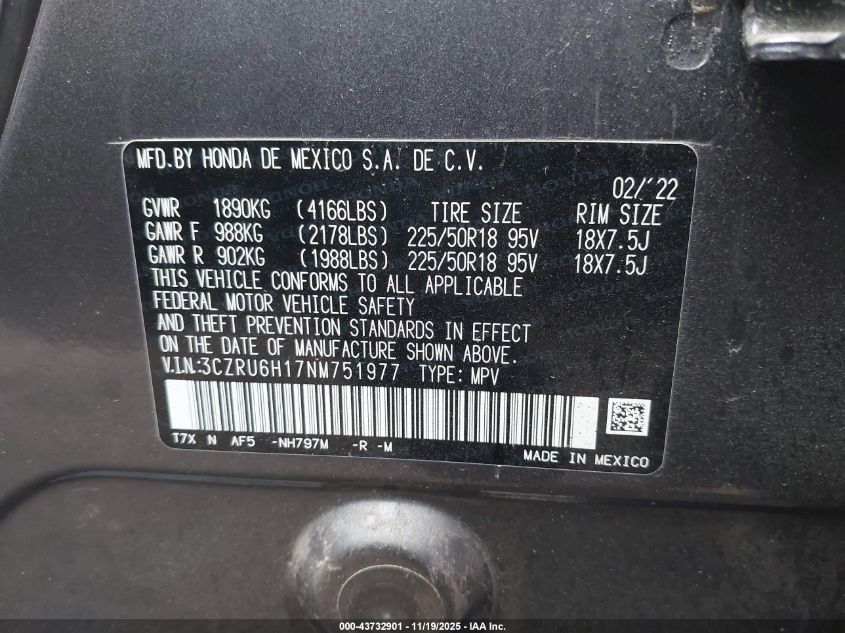 MFD.BY HONDA DE MEXICO S.A. DE C.V.
02/'22
GVWR 1890KG (4166LBS) TIRE SIZE RIM SIZE
GAWR F 988KG (2178LBS) 225/50R18 95V 18X7.5J
GAWR R 902KG (1988LBS) 225/50R18 95V 18X7.5J
THIS VEHICLE CONFORMS TO ALL APPLICABLE
FEDERAL MOTOR VEHICLE SAFETY
AND THEFT PREVENTION STANDARDS IN EFFECT
ON THE DATE OF MANUFACTURE SHOWN ABOVE.
V.I.N.:3CZRU6H17NM751977 TYPE: MPV
T7X N AF5 -NH797M -R -M
MADE IN MEXICO
000-43732901 - 11/19/2025 - © IAA Inc.